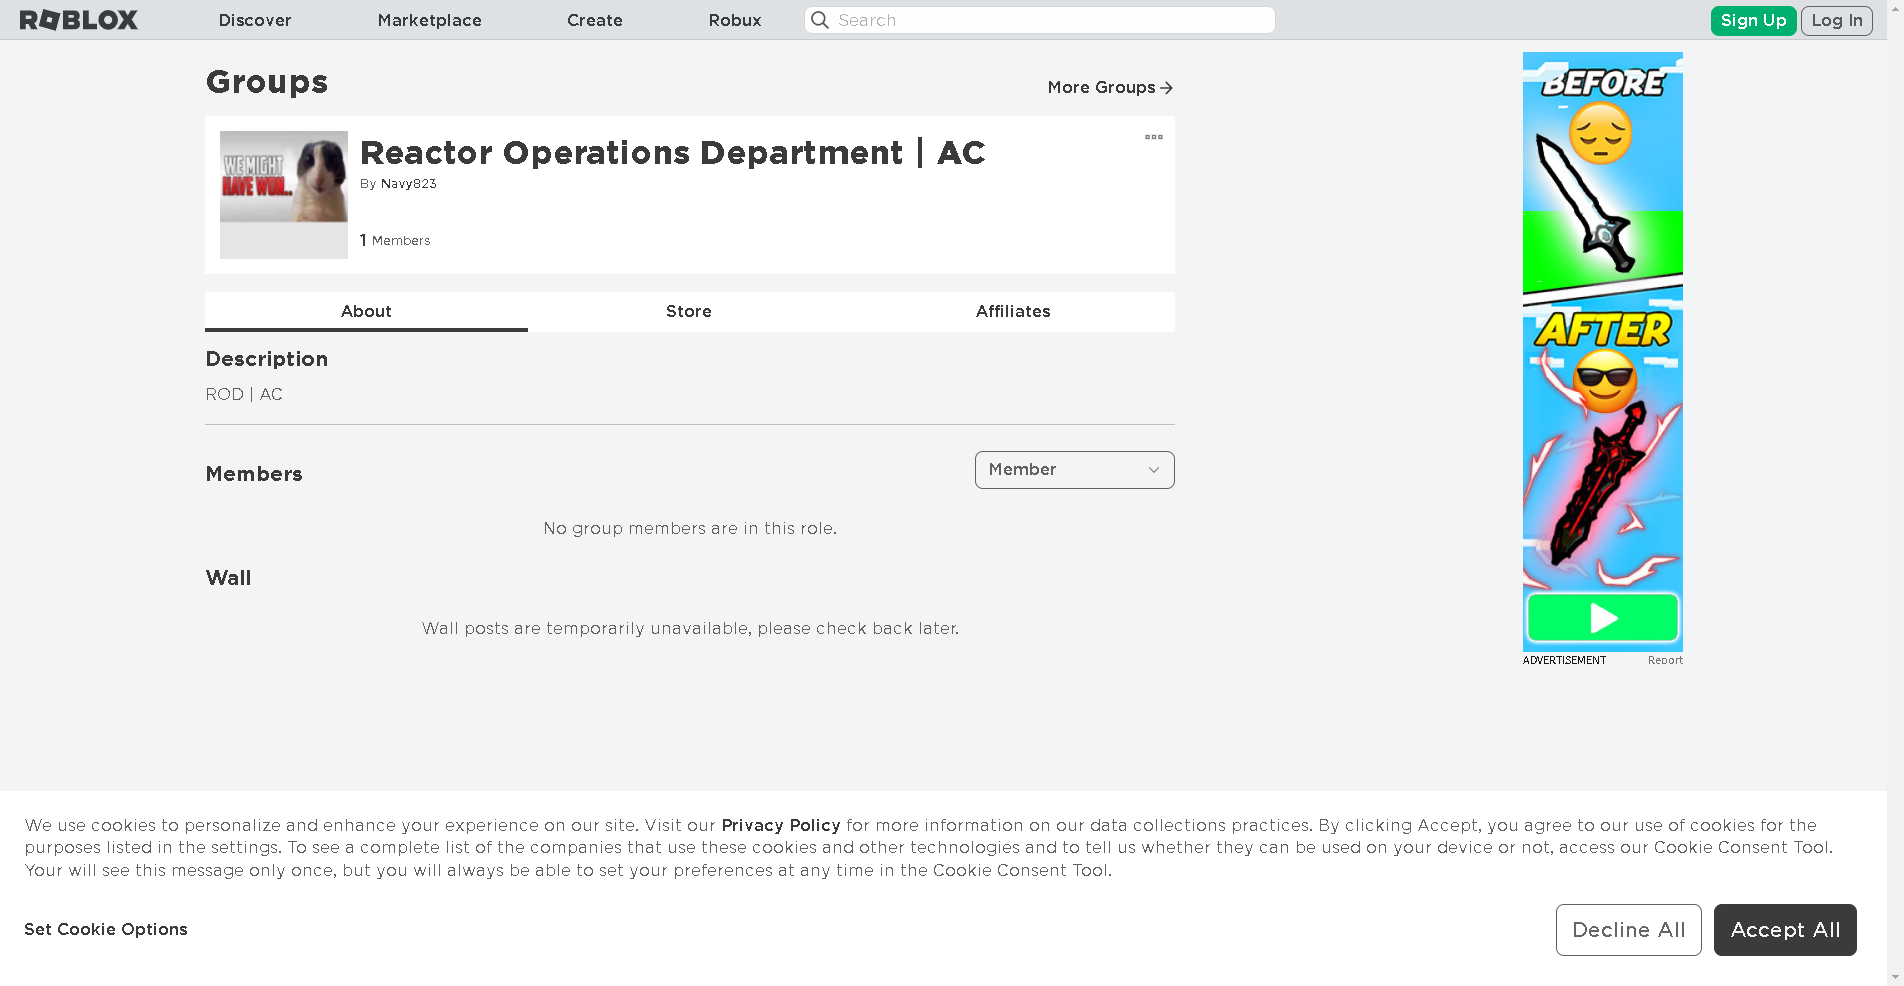 ROBLOX
Discover
Marketplace
Create
Robux
Search
Sign Up
Log In
Groups
More Groups
WE MIGHT
HAVE WON..
Reactor Operations Department | AC
By Navy823
1 Members
About
Store
Affiliates
Description
ROD | AC
Members
Member
No group members are in this role.
Wall
Wall posts are temporarily unavailable, please check back later.
BEFORE
AFTER
ADVERTISEMENT
Report
We use cookies to personalize and enhance your experience on our site. Visit our Privacy Policy for more information on our data collections practices. By clicking Accept, you agree to our use of cookies for the
purposes listed in the settings. To see a complete list of the companies that use these cookies and other technologies and to tell us whether they can be used on your device or not, access our Cookie Consent Tool.
Your will see this message only once, but you will always be able to set your preferences at any time in the Cookie Consent Tool.
Set Cookie Options
Decline All
Accept All